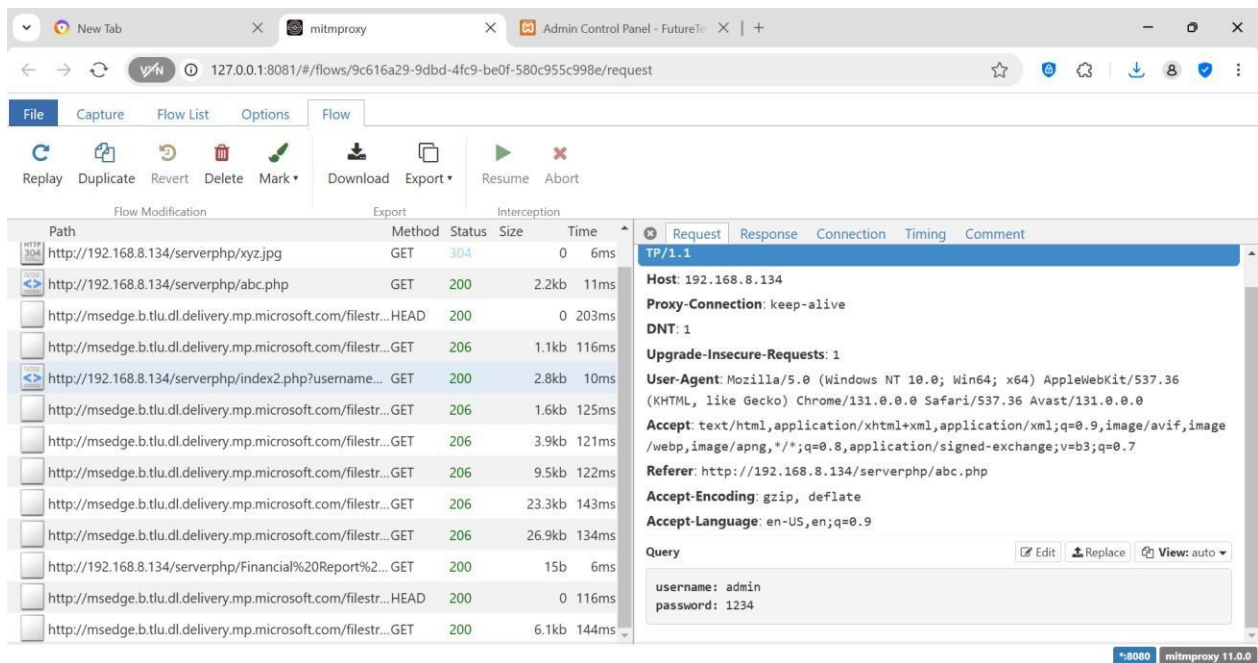 New Tab
mitmproxy
Admin Control Panel - FutureTe
VPN
127.0.0.1:8081/#/flows/9c616a29-9dbd-4fc9-be0f-580c955c998e/request
File Capture Flow List Options Flow
Replay Duplicate Revert Delete Mark Download Export Resume Abort
Flow Modification Export Interception
Path Method Status Size Time
http://192.168.8.134/serverphp/xyz.jpg GET 304 0 6ms
http://192.168.8.134/serverphp/abc.php GET 200 2.2kb 11ms
http://msedge.b.tlu.dl.delivery.mp.microsoft.com/filestr... HEAD 200 0 203ms
http://msedge.b.tlu.dl.delivery.mp.microsoft.com/filestr... GET 206 1.1kb 116ms
http://192.168.8.134/serverphp/index2.php?username... GET 200 2.8kb 10ms
http://msedge.b.tlu.dl.delivery.mp.microsoft.com/filestr... GET 206 1.6kb 125ms
http://msedge.b.tlu.dl.delivery.mp.microsoft.com/filestr... GET 206 3.9kb 121ms
http://msedge.b.tlu.dl.delivery.mp.microsoft.com/filestr... GET 206 9.5kb 122ms
http://msedge.b.tlu.dl.delivery.mp.microsoft.com/filestr... GET 206 23.3kb 143ms
http://msedge.b.tlu.dl.delivery.mp.microsoft.com/filestr... GET 206 26.9kb 134ms
http://192.168.8.134/serverphp/Financial%20Report%2... GET 200 15b 6ms
http://msedge.b.tlu.dl.delivery.mp.microsoft.com/filestr... HEAD 200 0 116ms
http://msedge.b.tlu.dl.delivery.mp.microsoft.com/filestr... GET 200 6.1kb 144ms
Request Response Connection Timing Comment
TP/1.1
Host: 192.168.8.134
Proxy-Connection: keep-alive
DNT: 1
Upgrade-Insecure-Requests: 1
User-Agent: Mozilla/5.0 (Windows NT 10.0; Win64; x64) AppleWebKit/537.36
(KHTML, like Gecko) Chrome/131.0.0.0 Safari/537.36 Avast/131.0.0.0
Accept: text/html,application/xhtml+xml,application/xml;q=0.9,image/avif,image
/webp,image/apng,*/*;q=0.8,application/signed-exchange;v=b3;q=0.7
Referer: http://192.168.8.134/serverphp/abc.php
Accept-Encoding: gzip, deflate
Accept-Language: en-US,en;q=0.9
Query Edit Replace View: auto
username: admin
password: 1234
*:8080 mitmproxy 11.0.0